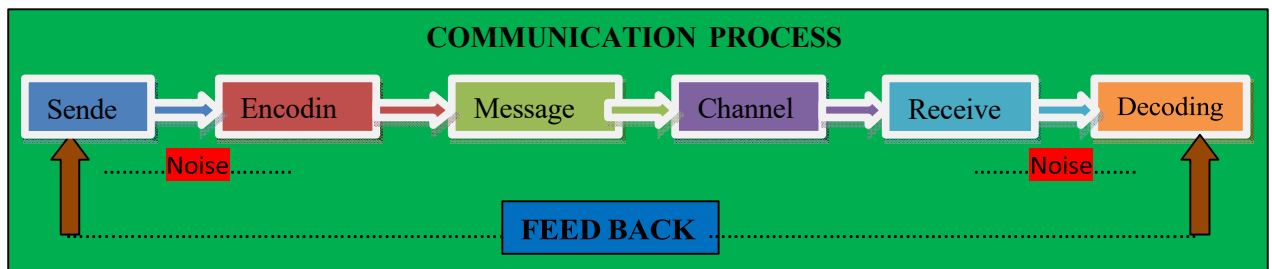 COMMUNICATION PROCESS
Sende Encodin Message Channel Receive Decoding
..........Noise.......... ........Noise.......
FEED BACK